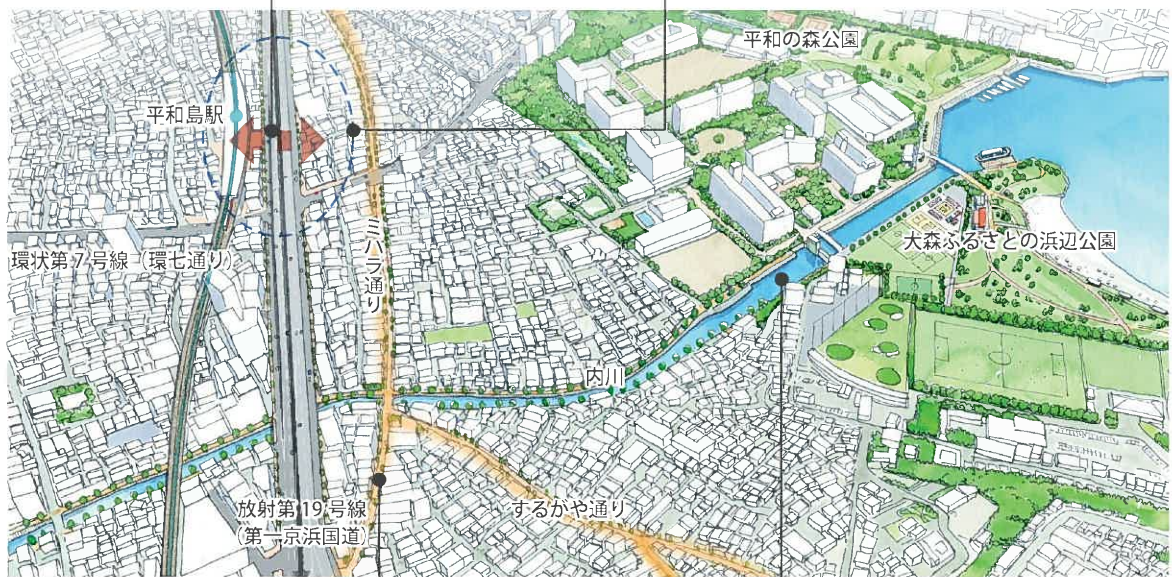 平和の森公園
平和島駅
ミハラ通り
大森ふるさとの浜辺公園
環状第7号線（環七通り）
内川
放射第19号線
（第一京浜国道）
するがや通り